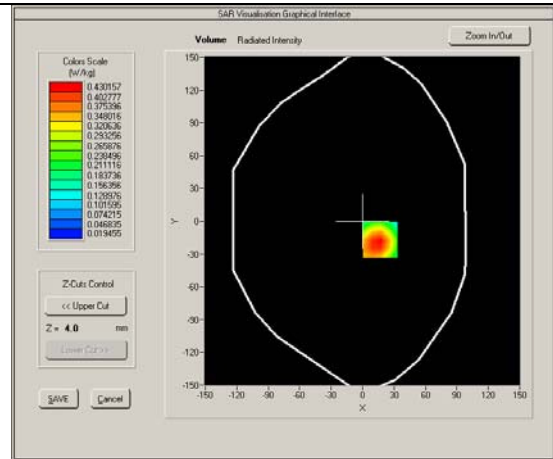 SAR Visualisation Graphical Interface
Volume Radiated Intensity
Zoom In/Out
Colors Scale
(W/kg)
0.430157
0.402777
0.375396
0.348016
0.320636
0.293256
0.265876
0.238496
0.211116
0.183736
0.156356
0.128976
0.101595
0.074215
0.046835
0.019455
Z-Cuts Control
<< Upper Cut
Z = 4.0 mm
Lower Cut >>
SAVE Cancel
150
120
90
60
30
0
-30
-60
-90
-120
-150
Y
-150 -120 -90 -60 -30 0 30 60 90 120 150
X